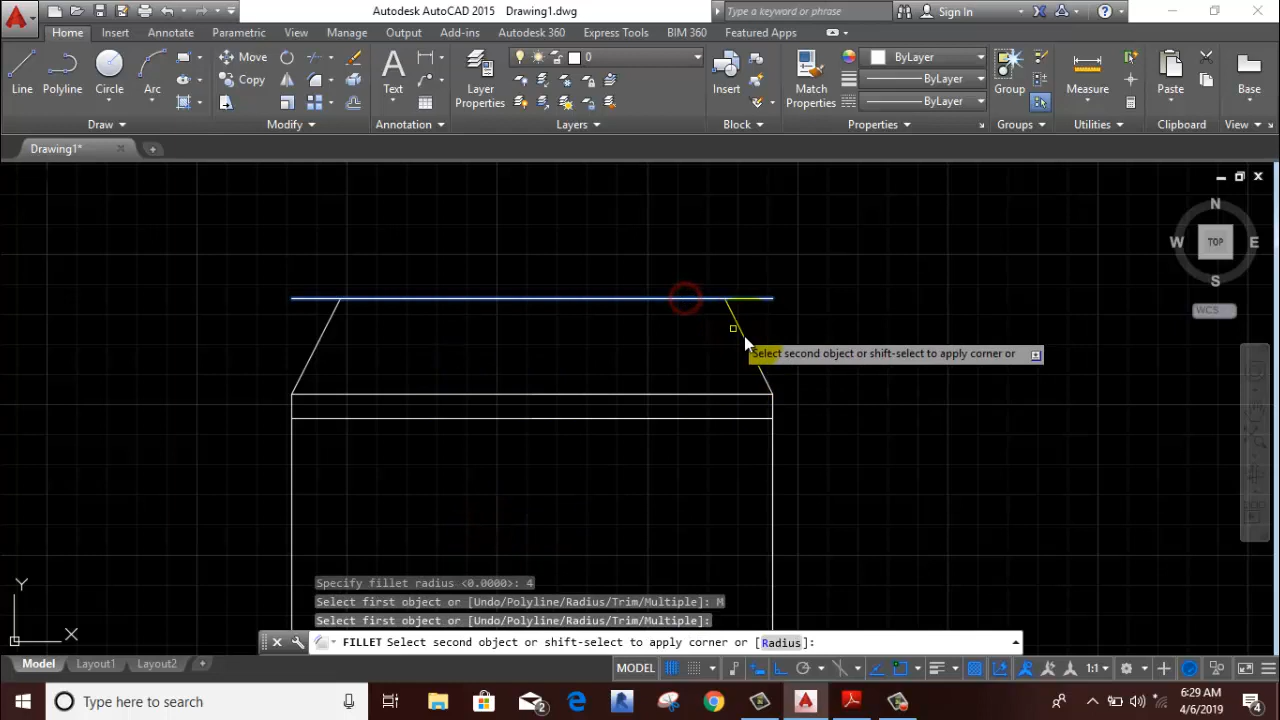 Autodesk AutoCAD 2015 Drawing1.dwg
Type a keyword or phrase
Sign In
Home Insert Annotate Parametric View Manage Output Add-ins Autodesk 360 Express Tools BIM 360 Featured Apps
Line Polyline Circle Arc
Move
Copy
Text
Layer Properties
0
Insert
Match Properties
ByLayer
ByLayer
ByLayer
Group
Measure
Paste
Base
Draw Modify Annotation Layers Block Properties Groups Utilities Clipboard View
Drawing1*
N
W TOP E
S
WCS
Select second object or shift-select to apply corner or
Y
X
Specify fillet radius <0.0000>: 4
Select first object or [Undo/Polyline/Radius/Trim/Multiple]: M
Select first object or [Undo/Polyline/Radius/Trim/Multiple]:
FILLET Select second object or shift-select to apply corner or [Radius]:
Model Layout1 Layout2 +
MODEL
1:1
Type here to search
2
6:29 AM
4/6/2019
4